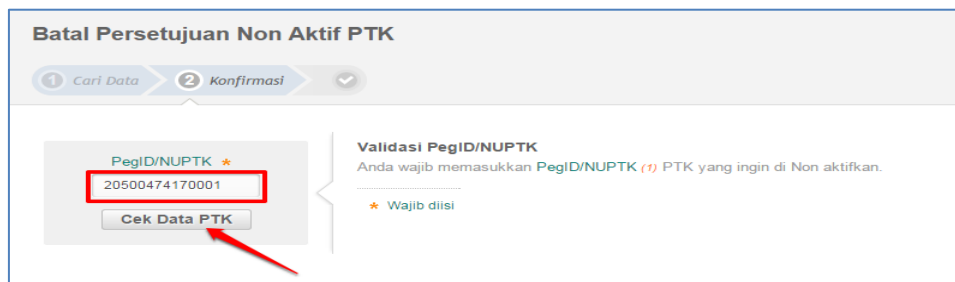 Batal Persetujuan Non Aktif PTK
1 Cari Data 2 Konfirmasi
PegID/NUPTK *
20500474170001
Cek Data PTK
Validasi PegID/NUPTK
Anda wajib memasukkan PegID/NUPTK (1) PTK yang ingin di Non aktifkan.
* Wajib diisi